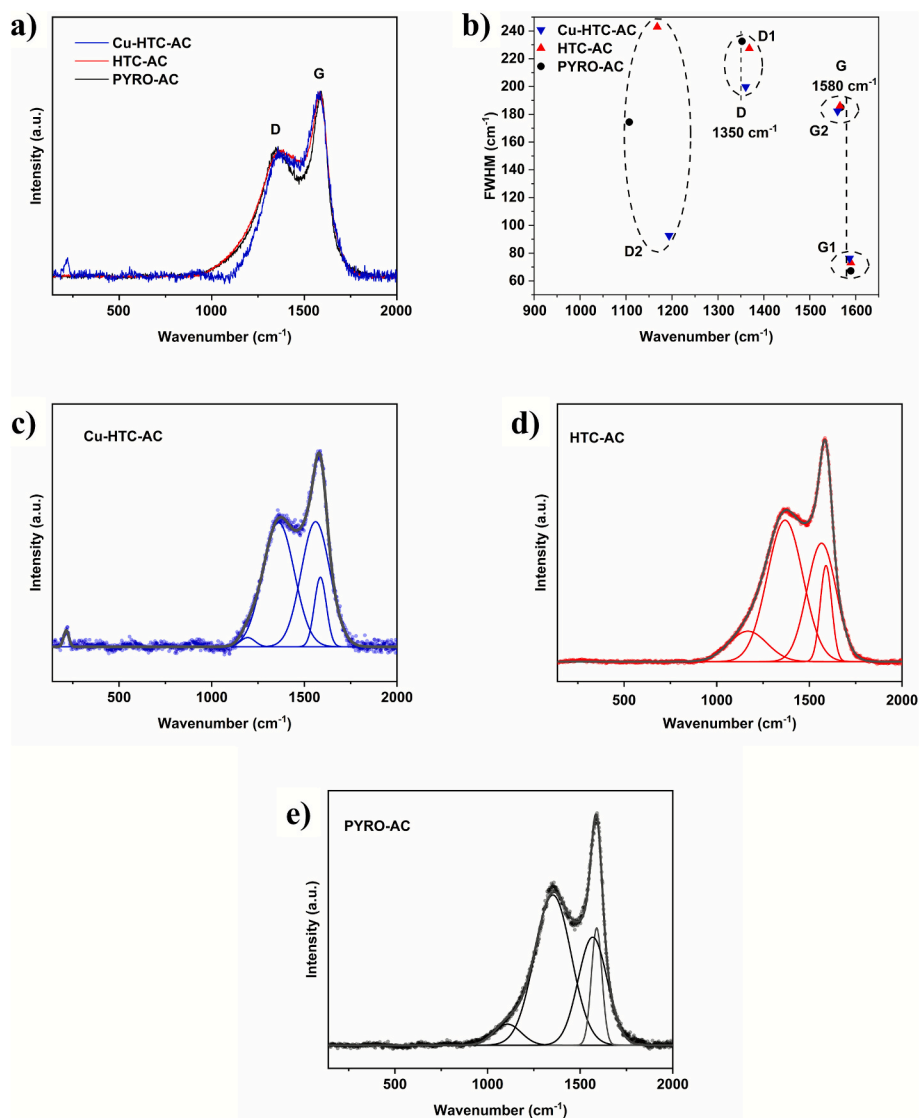 a)
Cu-HTC-AC
HTC-AC
PYRO-AC
G
D
Intensity (a.u.)
500 1000 1500 2000
Wavenumber (cm-1)
b)
Cu-HTC-AC
HTC-AC
PYRO-AC
D1
G
1580 cm-1
D
1350 cm-1
G2
D2
G1
FWHM (cm-1)
240
220
200
180
160
140
120
100
80
60
900 1000 1100 1200 1300 1400 1500 1600
Wavenumber (cm-1)
c)
Cu-HTC-AC
Intensity (a.u.)
500 1000 1500 2000
Wavenumber (cm-1)
d)
HTC-AC
Intensity (a.u.)
500 1000 1500 2000
Wavenumber (cm-1)
e)
PYRO-AC
Intensity (a.u.)
500 1000 1500 2000
Wavenumber (cm-1)